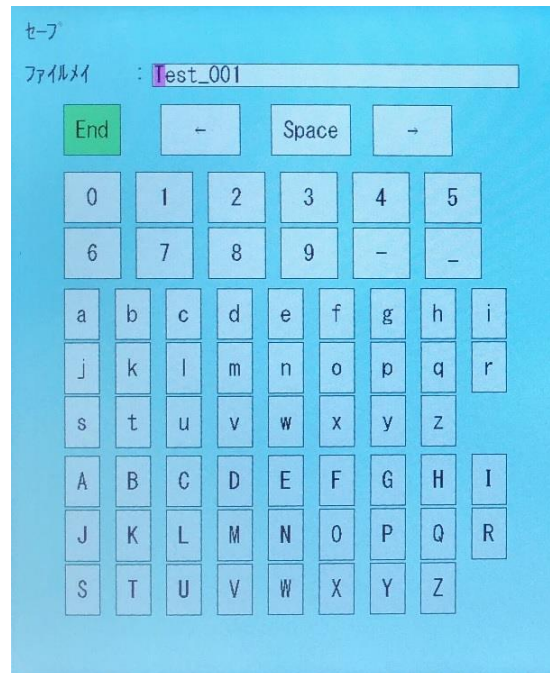 セーブ
ファイルメイ : Test_001
End ← Space →
0 1 2 3 4 5
6 7 8 9 - _
a b c d e f g h i
j k l m n o p q r
s t u v w x y z
A B C D E F G H I
J K L M N O P Q R
S T U V W X Y Z